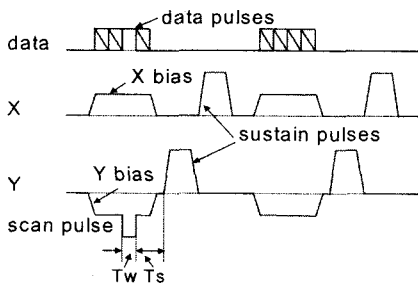 data pulses
data
X bias
X
sustain pulses
Y
Y bias
scan pulse
Tw Ts